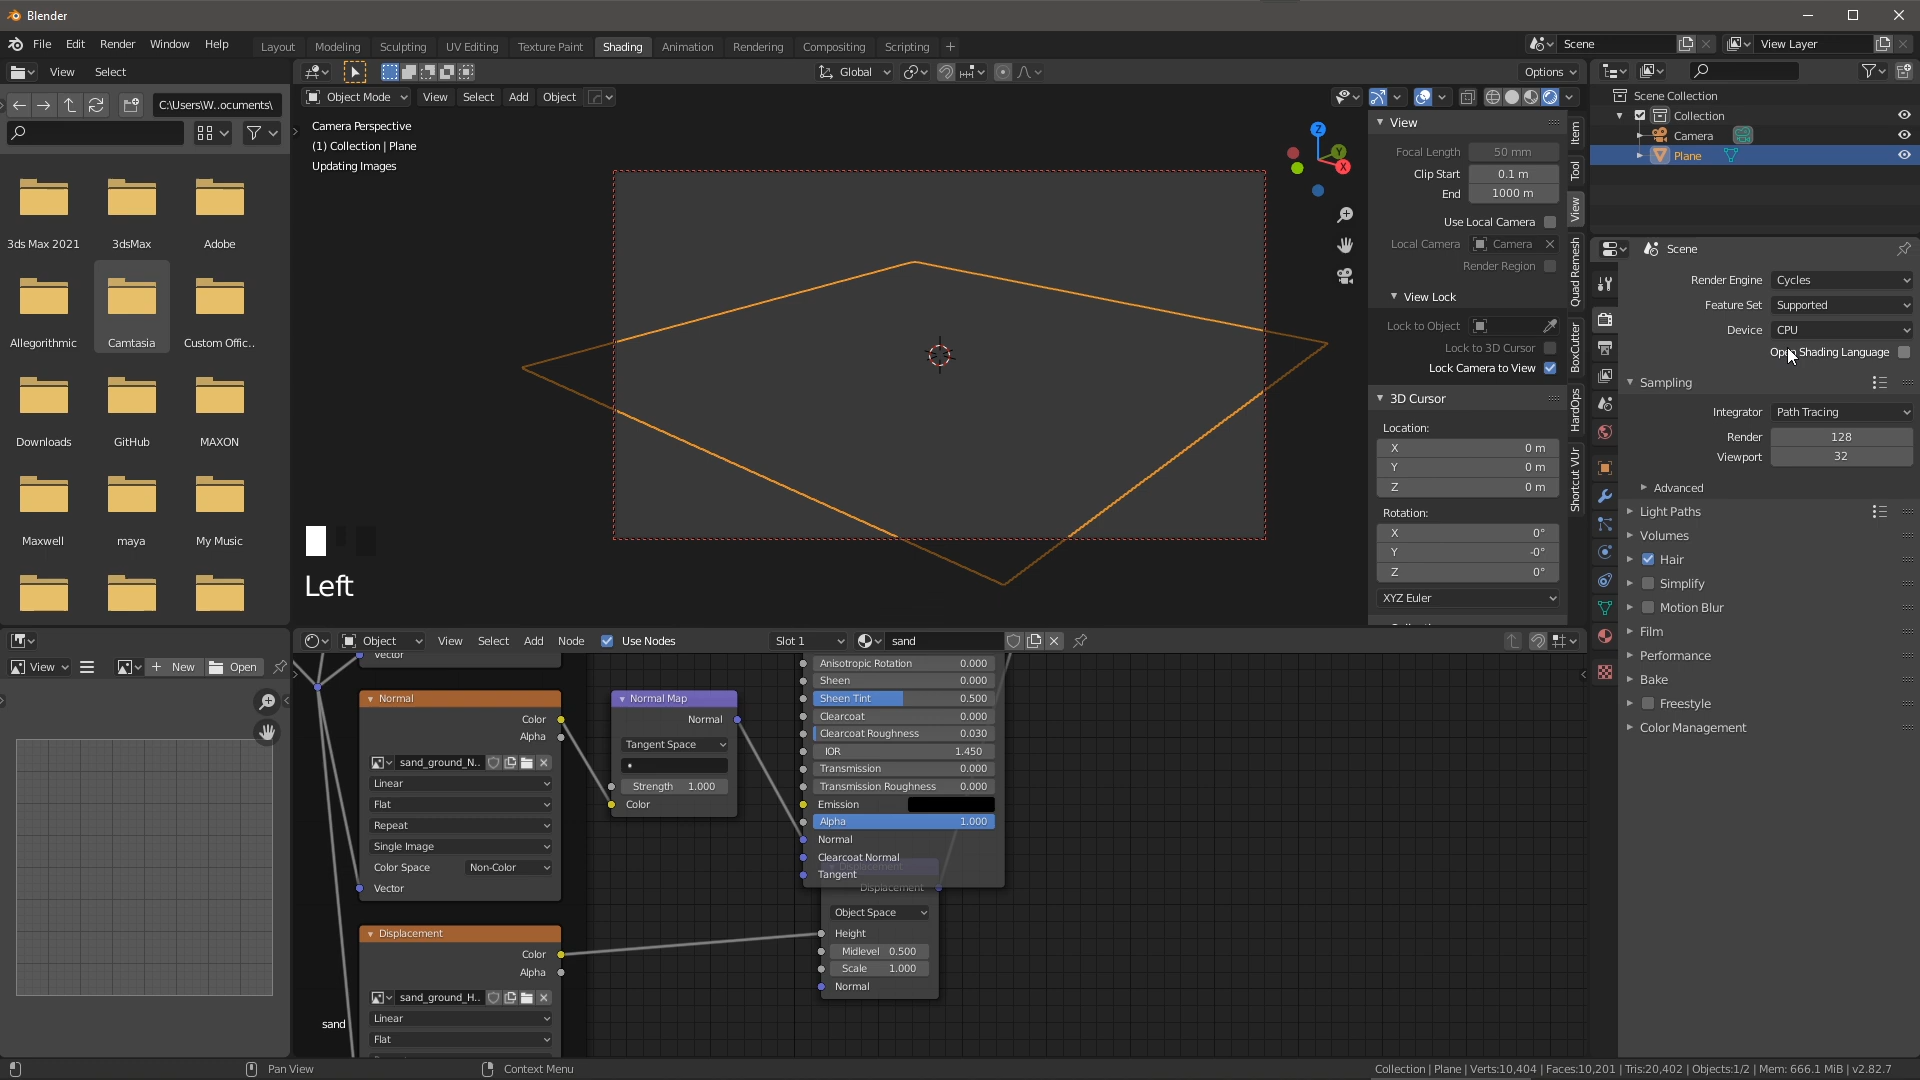 Blender
File Edit Render Window Help
Layout Modeling Sculpting UV Editing Texture Paint Shading Animation Rendering Compositing Scripting +
Scene
View Layer
View Select
Global
Options
C:\Users\W..ocuments\
Object Mode View Select Add Object
3ds Max 2021
3dsMax
Adobe
Allegorithmic
Camtasia
Custom Offic..
Downloads
GitHub
MAXON
Maxwell
maya
My Music
Camera Perspective
(1) Collection | Plane
Updating Images
Z
Y
X
Left
View
Focal Length 50 mm
Clip Start 0.1 m
End 1000 m
Use Local Camera
Local Camera Camera
Render Region
View Lock
Lock to Object
Lock to 3D Cursor
Lock Camera to View
3D Cursor
Location:
X 0 m
Y 0 m
Z 0 m
Rotation:
X 0°
Y -0°
Z 0°
XYZ Euler
Item
Tool
View
Quad Remesh
BoxCutter
HardOps
Shortcut VUr
Scene Collection
Collection
Camera
Plane
Scene
Render Engine Cycles
Feature Set Supported
Device CPU
Open Shading Language
Sampling
Integrator Path Tracing
Render 128
Viewport 32
Advanced
Light Paths
Volumes
Hair
Simplify
Motion Blur
Film
Performance
Bake
Freestyle
Color Management
View New Open
Object View Select Add Node Use Nodes Slot 1 sand
Vector
Normal
Color
Alpha
sand_ground_N..
Linear
Flat
Repeat
Single Image
Color Space Non-Color
Vector
Displacement
Color
Alpha
sand_ground_H..
Linear
Flat
sand
Normal Map
Normal
Tangent Space
Strength 1.000
Color
Anisotropic Rotation 0.000
Sheen 0.000
Sheen Tint 0.500
Clearcoat 0.000
Clearcoat Roughness 0.030
IOR 1.450
Transmission 0.000
Transmission Roughness 0.000
Emission
Alpha 1.000
Normal
Clearcoat Normal
Tangent
Displacement
Displacement
Object Space
Height
Midlevel 0.500
Scale 1.000
Normal
Pan View
Context Menu
Collection | Plane | Verts:10,404 | Faces:10,201 | Tris:20,402 | Objects:1/2 | Mem: 666.1 MiB | v2.82.7